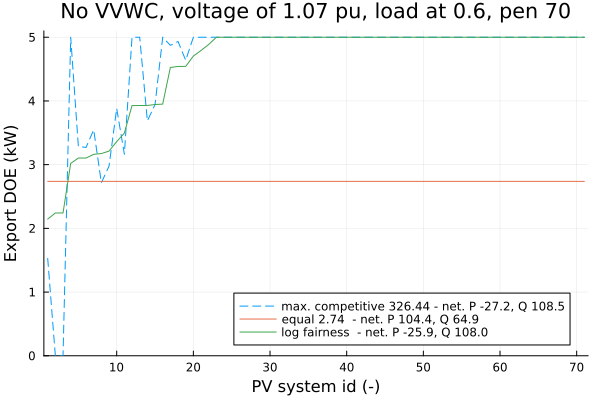 No VVWC, voltage of 1.07 pu, load at 0.6, pen 70
Export DOE (kW)
5
4
3
2
1
0
max. competitive 326.44 - net. P -27.2, Q 108.5
equal 2.74  - net. P 104.4, Q 64.9
log fairness  - net. P -25.9, Q 108.0
10 20 30 40 50 60 70
PV system id (-)